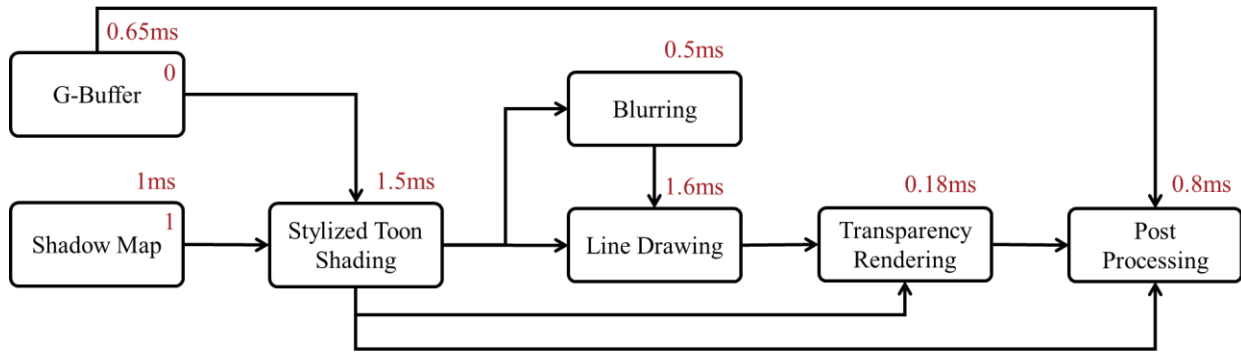 0.65ms
0
G-Buffer
0.5ms
Blurring
1ms
1
Shadow Map
1.5ms
Stylized Toon
Shading
1.6ms
Line Drawing
0.18ms
Transparency
Rendering
0.8ms
Post
Processing